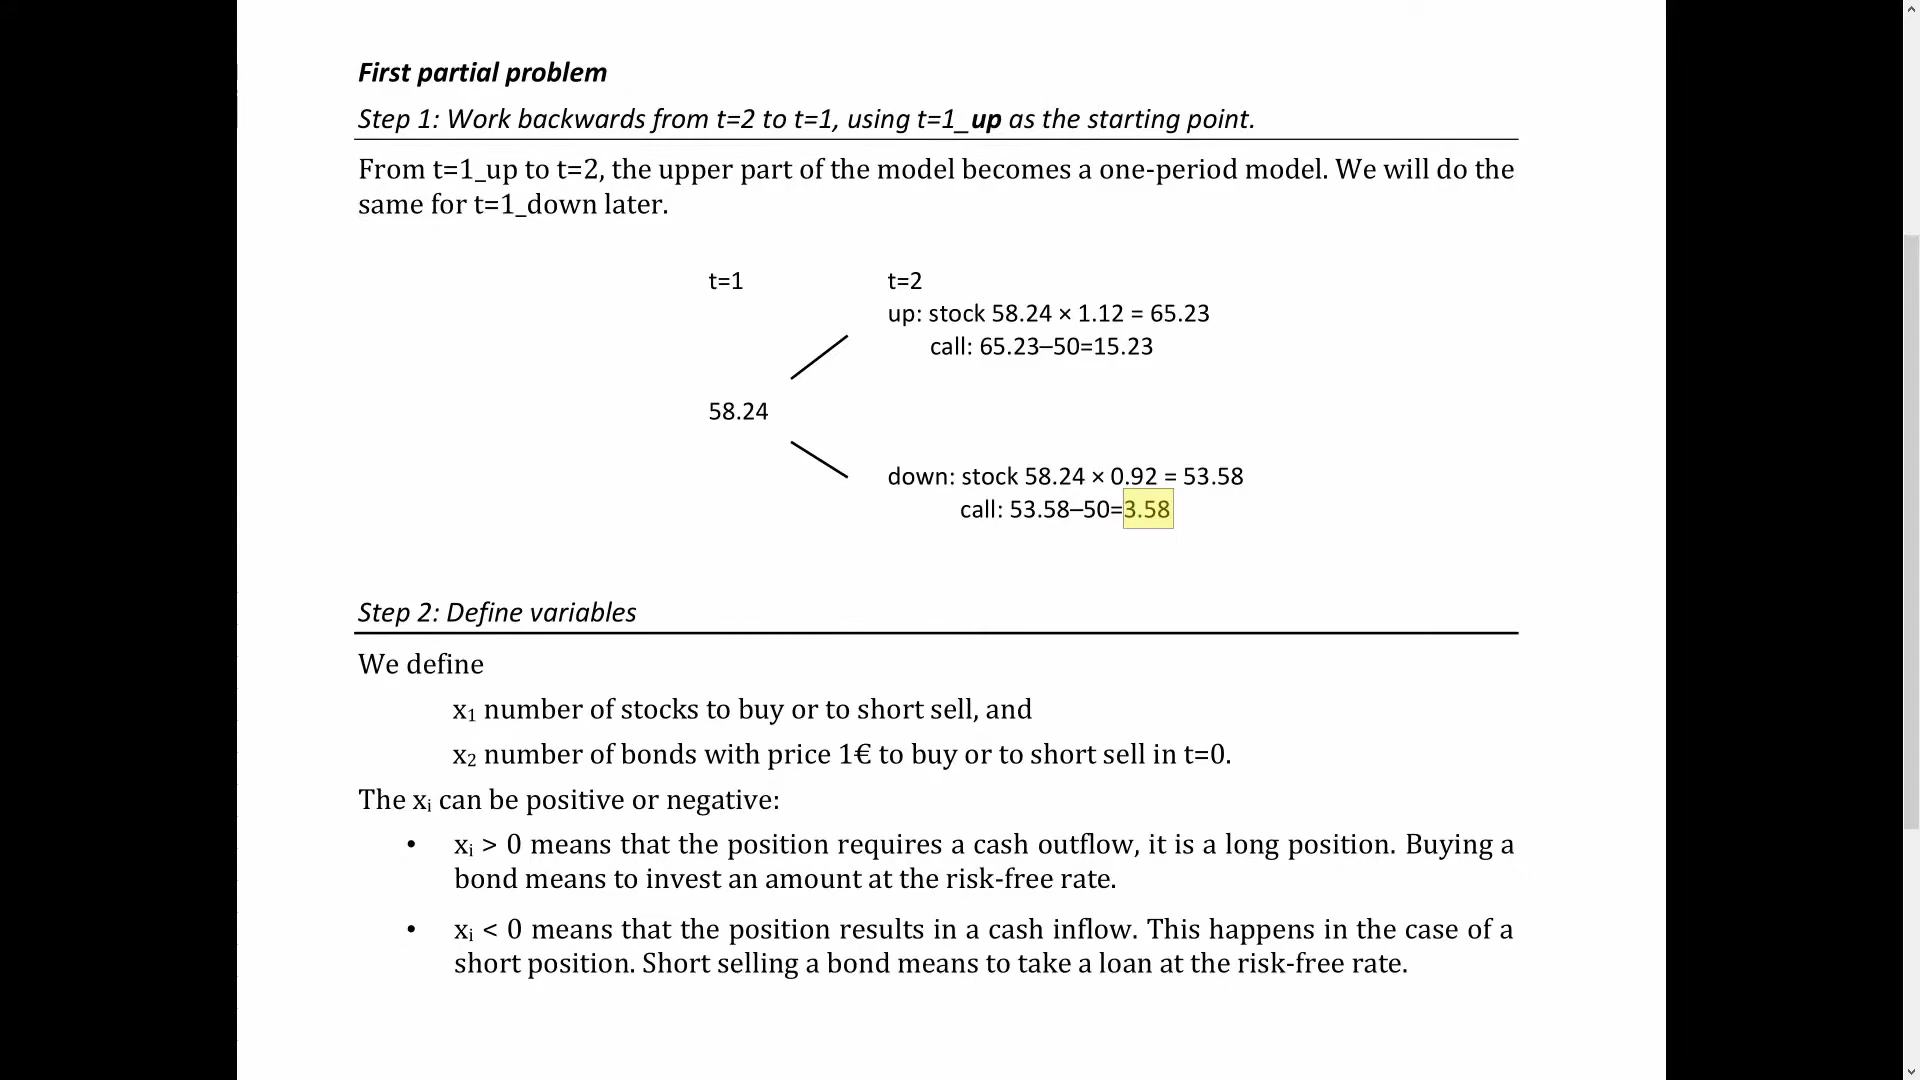 First partial problem
Step 1: Work backwards from t=2 to t=1, using t=1_up as the starting point.
From t=1_up to t=2, the upper part of the model becomes a one-period model. We will do the
same for t=1_down later.
t=1 t=2
up: stock 58.24 × 1.12 = 65.23
call: 65.23–50=15.23
58.24
down: stock 58.24 × 0.92 = 53.58
call: 53.58–50=3.58
Step 2: Define variables
We define
x₁ number of stocks to buy or to short sell, and
x₂ number of bonds with price 1€ to buy or to short sell in t=0.
The xᵢ can be positive or negative:
• xᵢ > 0 means that the position requires a cash outflow, it is a long position. Buying a
bond means to invest an amount at the risk-free rate.
• xᵢ < 0 means that the position results in a cash inflow. This happens in the case of a
short position. Short selling a bond means to take a loan at the risk-free rate.